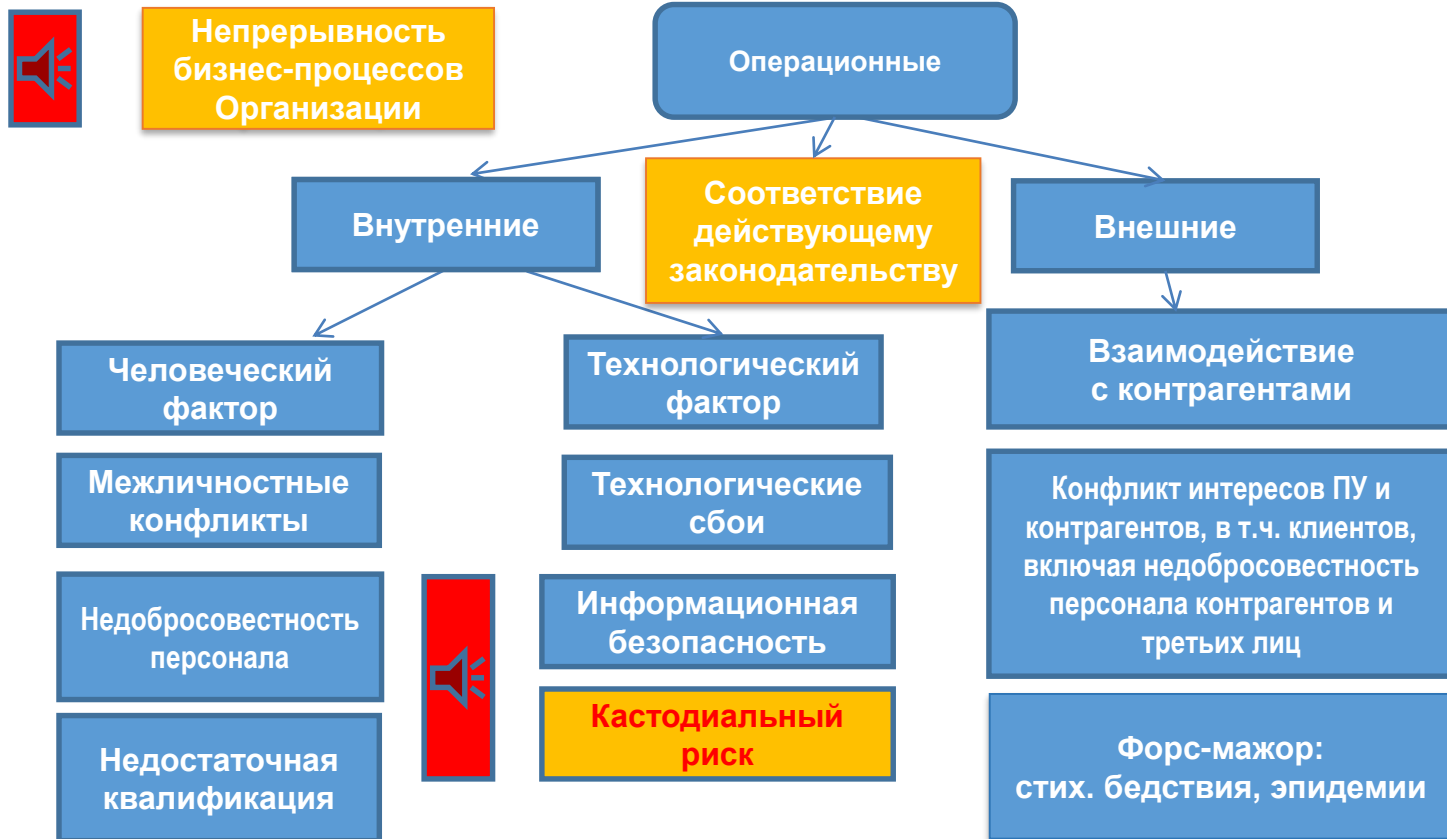 Непрерывность
бизнес-процессов
Организации
Операционные
Внутренние
Соответствие
действующему
законодательству
Внешние
Человеческий
фактор
Технологический
фактор
Взаимодействие
с контрагентами
Межличностные
конфликты
Технологические
сбои
Конфликт интересов ПУ и
контрагентов, в т.ч. клиентов,
включая недобросовестность
персонала контрагентов и
третьих лиц
Недобросовестность
персонала
Информационная
безопасность
Кастодиальный
риск
Недостаточная
квалификация
Форс-мажор:
стих. бедствия, эпидемии